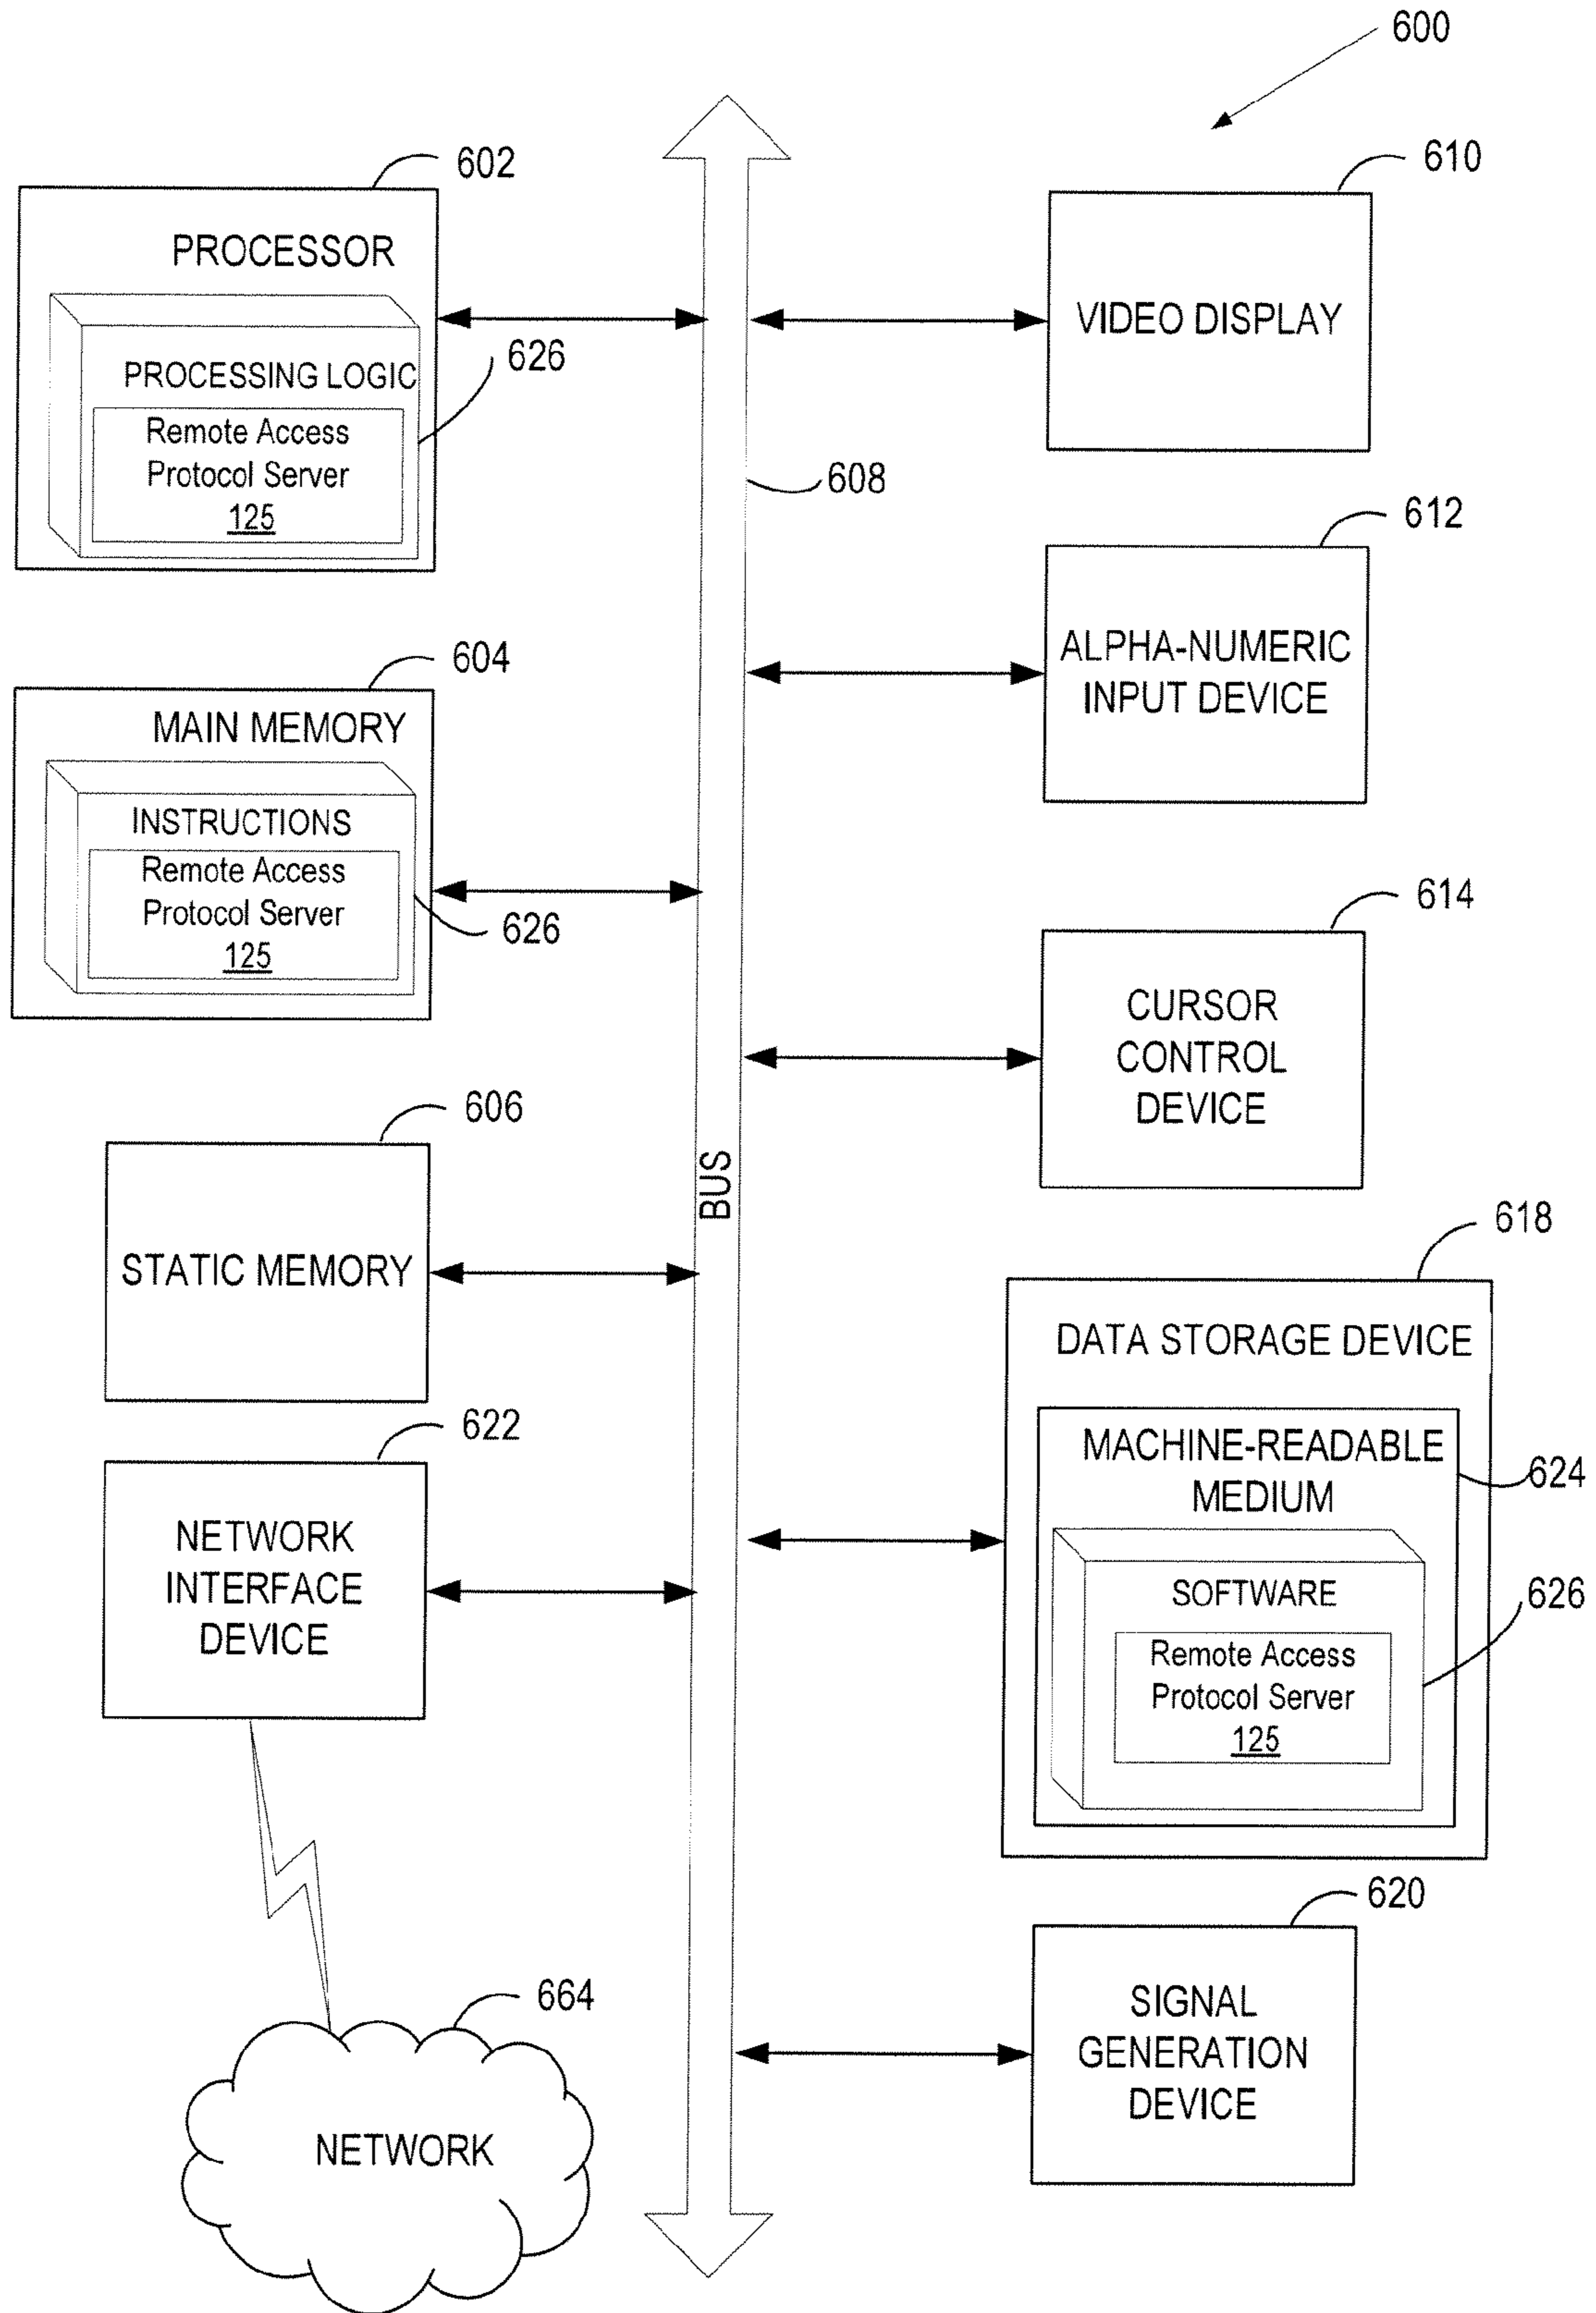 600
602
PROCESSOR
PROCESSING LOGIC
626
Remote Access
Protocol Server
125
604
MAIN MEMORY
INSTRUCTIONS
Remote Access
Protocol Server
125
626
606
STATIC MEMORY
622
NETWORK
INTERFACE
DEVICE
664
NETWORK
608
BUS
610
VIDEO DISPLAY
612
ALPHA-NUMERIC
INPUT DEVICE
614
CURSOR
CONTROL
DEVICE
618
DATA STORAGE DEVICE
MACHINE-READABLE
MEDIUM
624
SOFTWARE
626
Remote Access
Protocol Server
125
620
SIGNAL
GENERATION
DEVICE